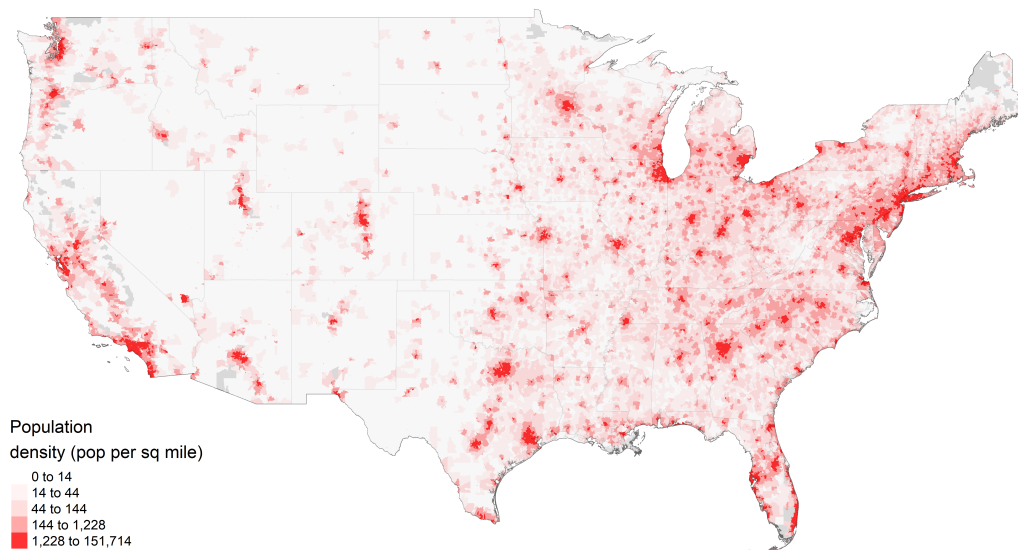 Population
density (pop per sq mile)
0 to 14
14 to 44
44 to 144
144 to 1,228
1,228 to 151,714